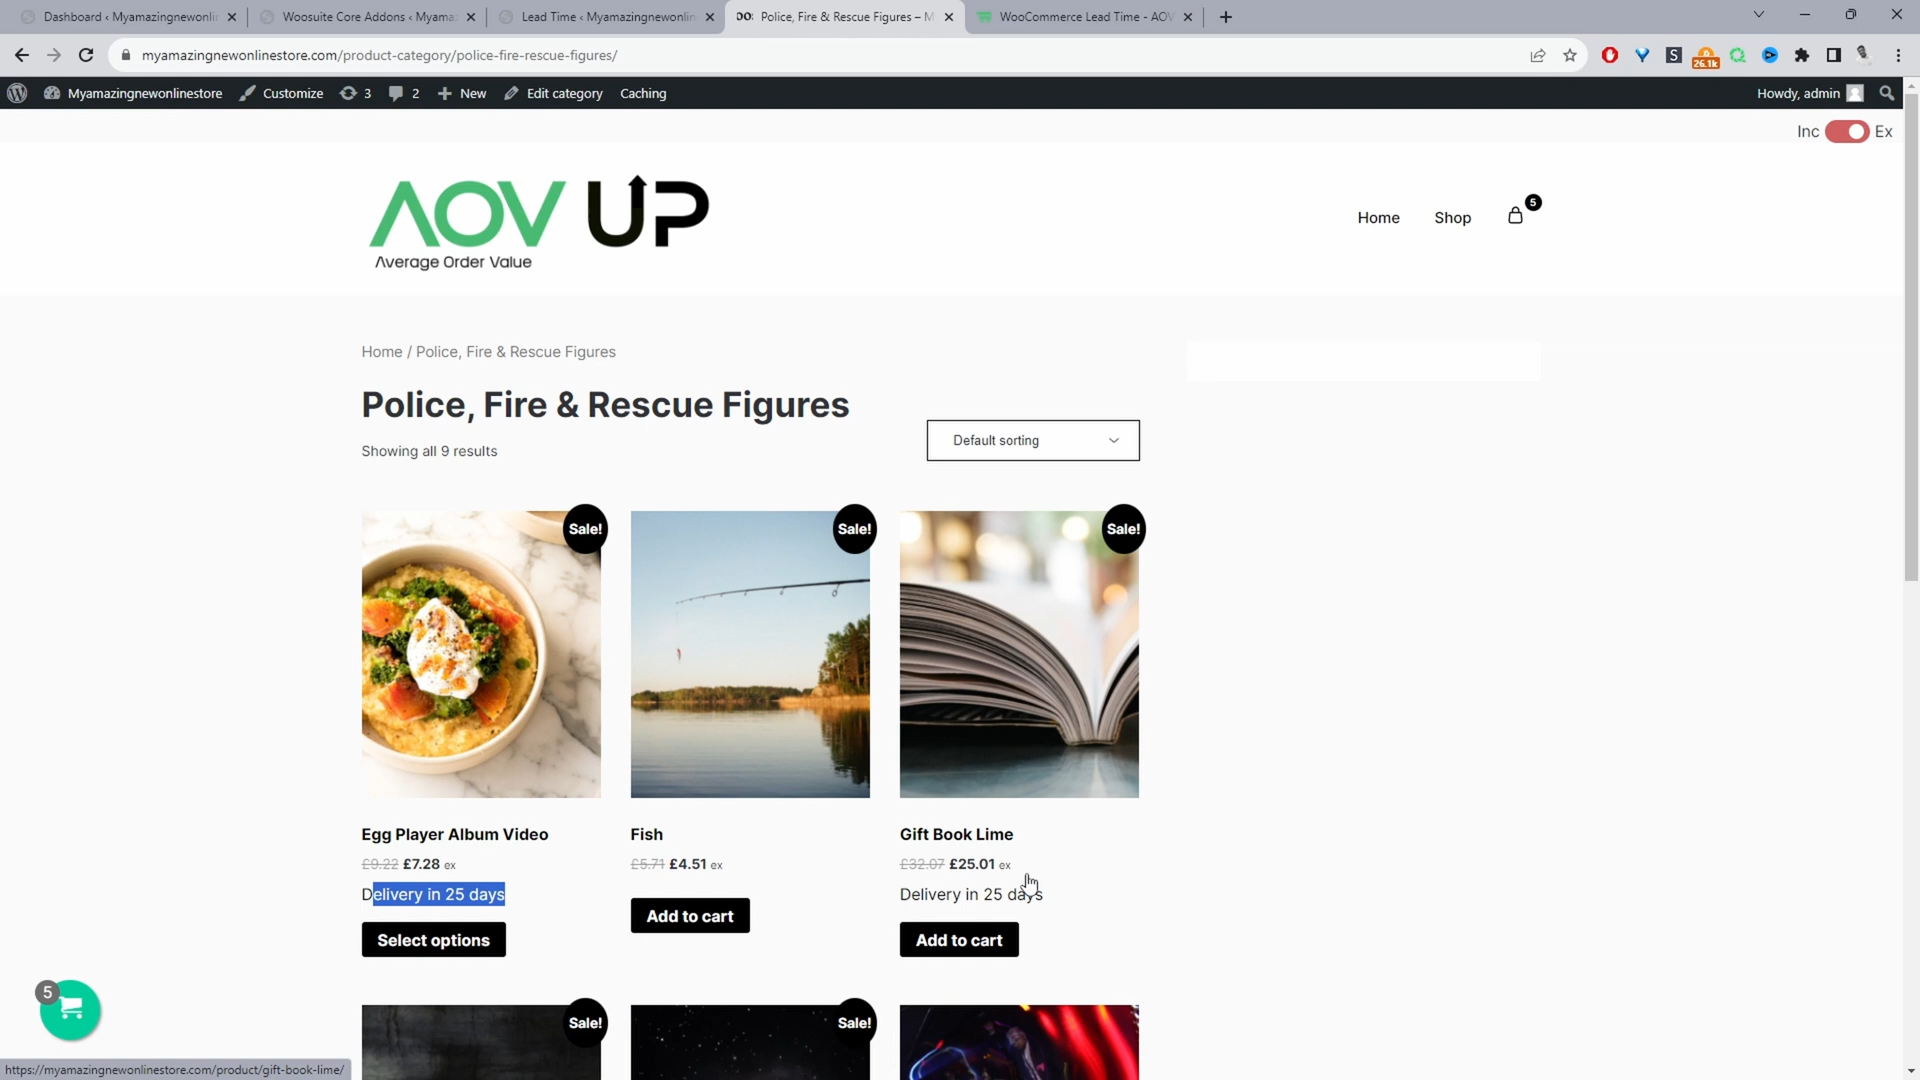 Dashboard ‹ Myamazingnewonlin
Woosuite Core Addons ‹ Myama
Lead Time ‹ Myamazingnewonlin
Police, Fire & Rescue Figures – M
WooCommerce Lead Time - AOV
myamazingnewonlinestore.com/product-category/police-fire-rescue-figures/
S
26.1k
Myamazingnewonlinestore
Customize
3
2
New
Edit category
Caching
Howdy, admin
Inc
Ex
AOV UP
Average Order Value
Home
Shop
5
Home / Police, Fire & Rescue Figures
Police, Fire & Rescue Figures
Showing all 9 results
Default sorting
Sale!
Sale!
Sale!
Egg Player Album Video
Fish
Gift Book Lime
£9.22 £7.28 ex
£5.71 £4.51 ex
£32.07 £25.01 ex
Delivery in 25 days
Delivery in 25 days
Add to cart
Select options
Add to cart
5
Sale!
Sale!
https://myamazingnewonlinestore.com/product/gift-book-lime/